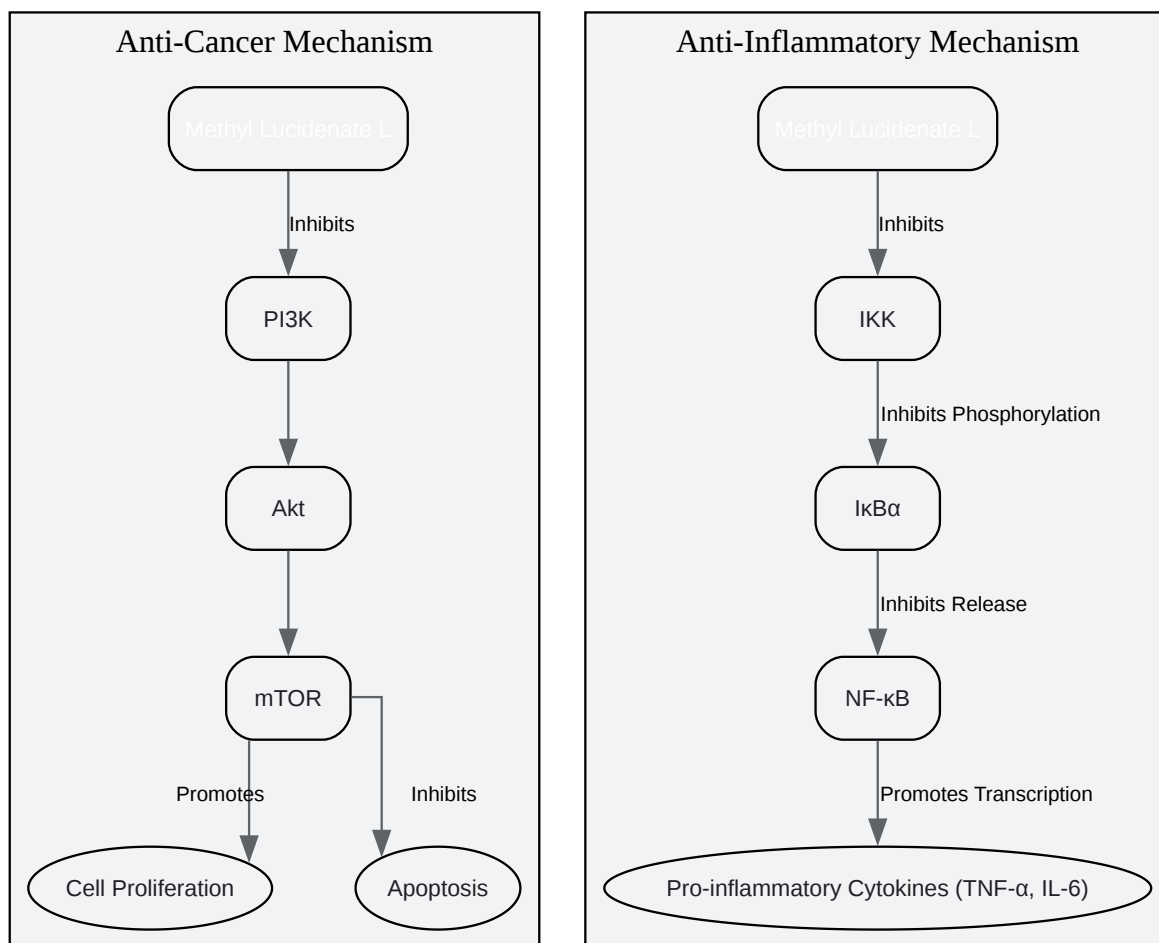 Anti-Cancer Mechanism
Methyl Lucidenate L
Inhibits
PI3K
Akt
mTOR
Promotes
Inhibits
Cell Proliferation
Apoptosis
Anti-Inflammatory Mechanism
Methyl Lucidenate L
Inhibits
IKK
Inhibits Phosphorylation
IκBα
Inhibits Release
NF-κB
Promotes Transcription
Pro-inflammatory Cytokines (TNF-α, IL-6)